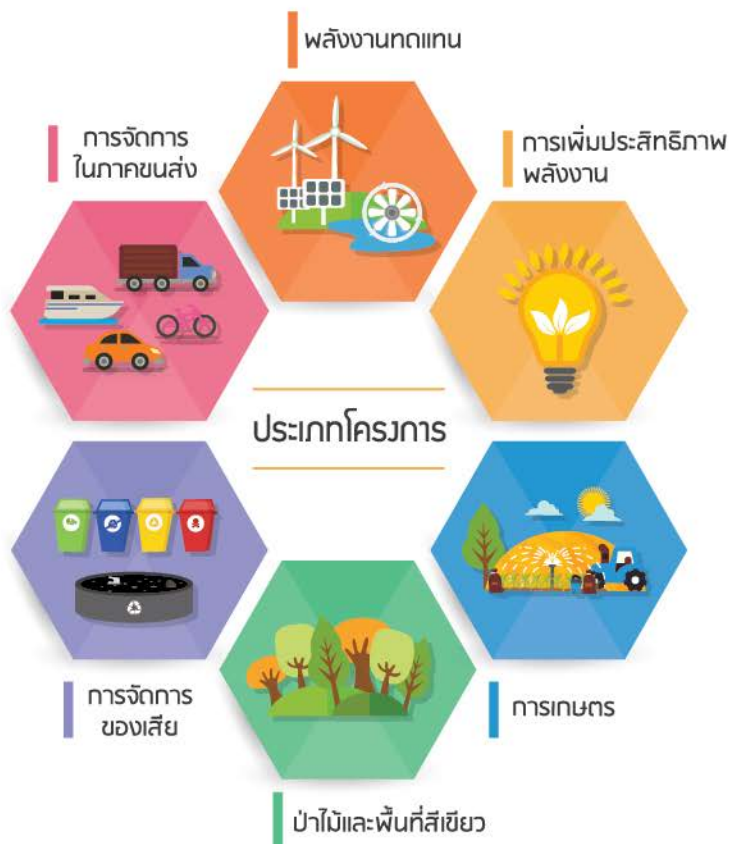 พลังงานทดแทน
การจัดการ
ในภาคขนส่ง
การเพิ่มประสิทธิภาพ
พลังงาน
ประเภทโครงการ
การจัดการ
ของเสีย
การเกษตร
ป่าไม้และพื้นที่สีเขียว